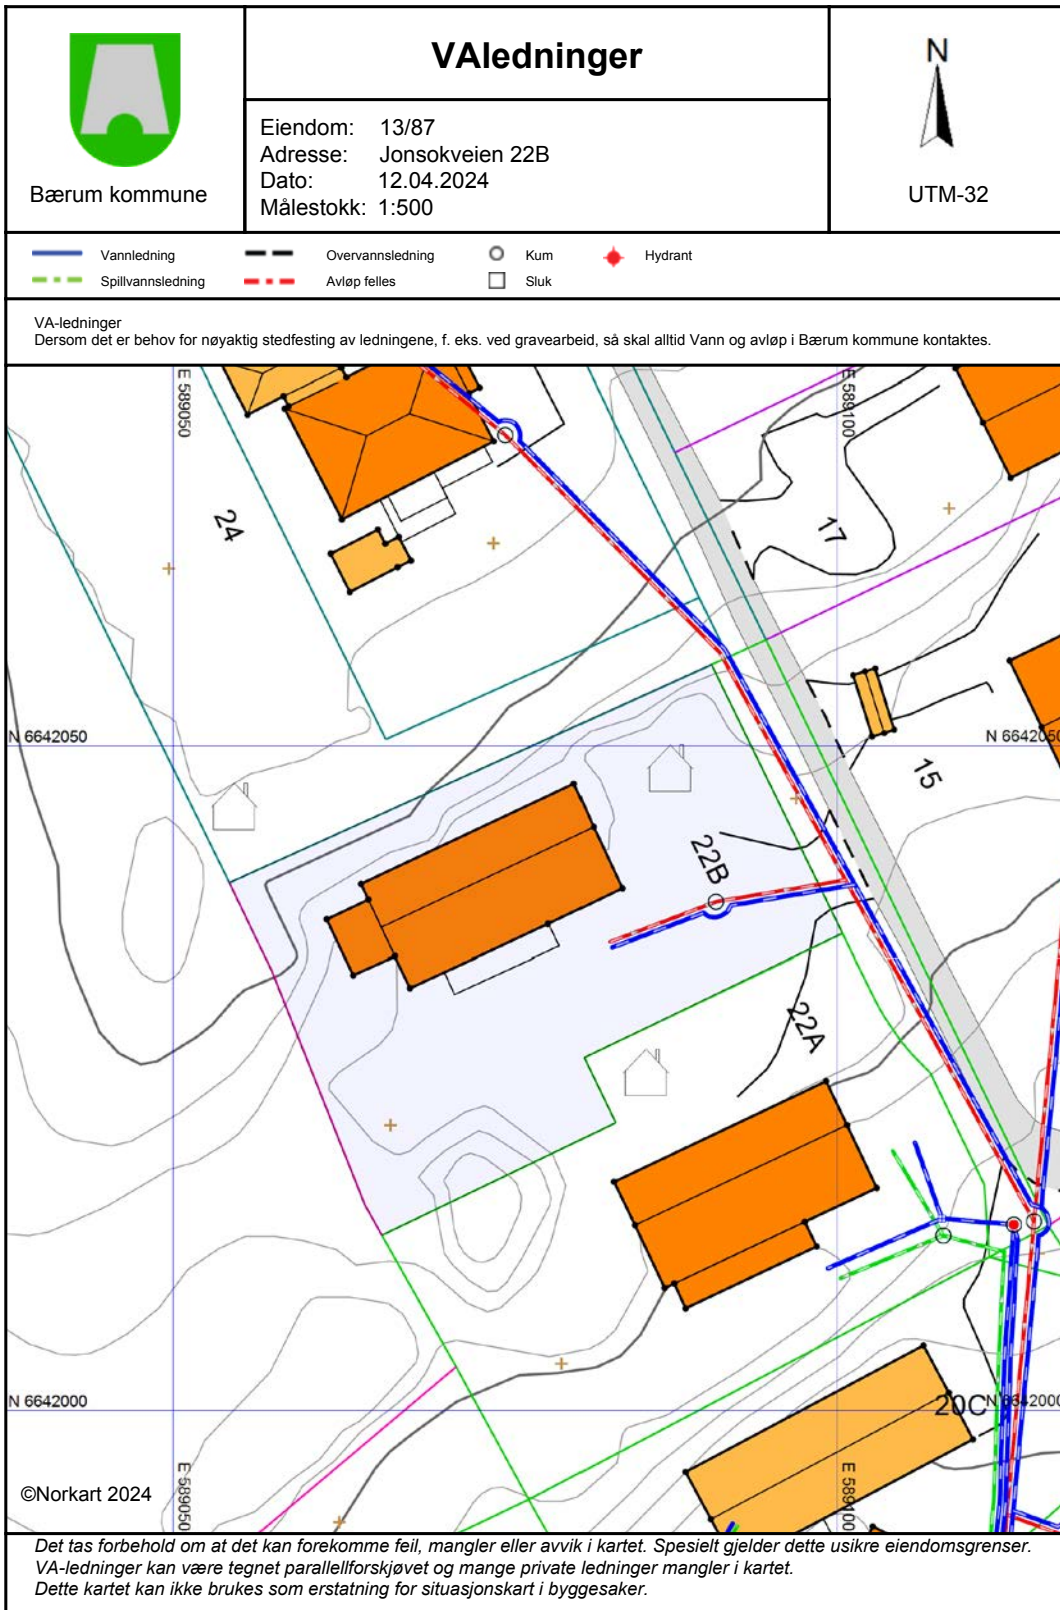 VAledninger
N
Eiendom: 13/87
Adresse: Jonsokveien 22B
Dato: 12.04.2024
Målestokk: 1:500
Bærum kommune
UTM-32
Vannledning
Overvannsledning
Kum
Hydrant
Spillvannsledning
Avløp felles
Sluk
VA-ledninger
Dersom det er behov for nøyaktig stedfesting av ledningene, f. eks. ved gravearbeid, så skal alltid Vann og avløp i Bærum kommune kontaktes.
E 589050
E 589100
24
17
N 6642050
N 6642050
15
22B
22A
N 6642000
20C
N 6642000
E 589050
E 589100
©Norkart 2024
Det tas forbehold om at det kan forekomme feil, mangler eller avvik i kartet. Spesielt gjelder dette usikre eiendomsgrenser.
VA-ledninger kan være tegnet parallellforskjøvet og mange private ledninger mangler i kartet.
Dette kartet kan ikke brukes som erstatning for situasjonskart i byggesaker.